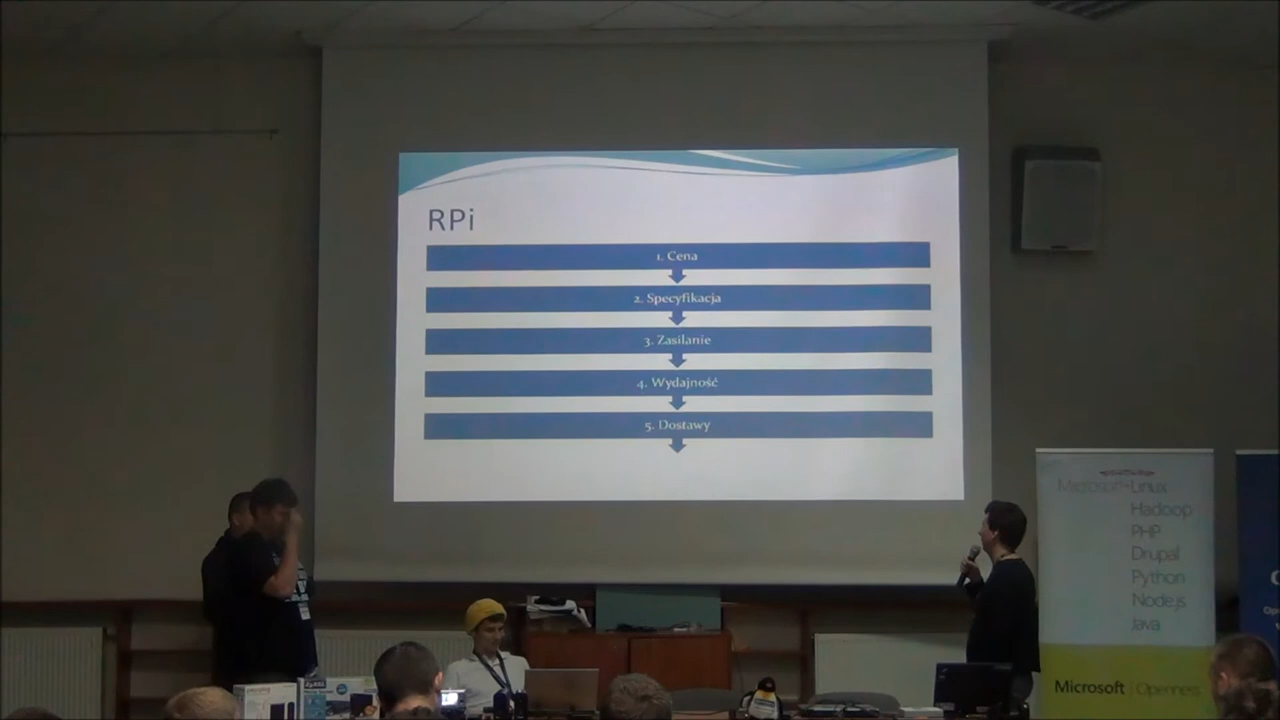 RPi
1. Cena
2. Specyfikacja
3. Zasilanie
4. Wydajność
5. Dostawy
Microsoft+Linux
Hadoop
PHP
Drupal
Python
Node.js
Java
Microsoft | Openness